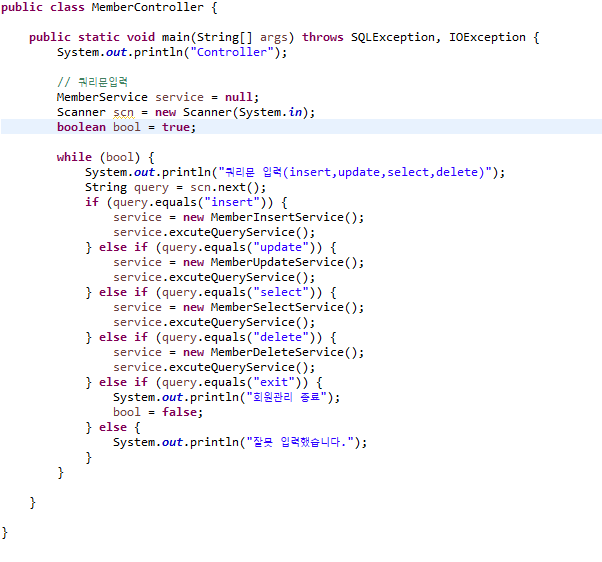 public class MemberController {
public static void main(String[] args) throws SQLException, IOException {
System.out.println("Controller");
// 쿼리문입력
MemberService service = null;
Scanner scn = new Scanner(System.in);
boolean bool = true;
while (bool) {
System.out.println("쿼리문 입력(insert,update,select,delete)");
String query = scn.next();
if (query.equals("insert")) {
service = new MemberInsertService();
service.excuteQueryService();
} else if (query.equals("update")) {
service = new MemberUpdateService();
service.excuteQueryService();
} else if (query.equals("select")) {
service = new MemberSelectService();
service.excuteQueryService();
} else if (query.equals("delete")) {
service = new MemberDeleteService();
service.excuteQueryService();
} else if (query.equals("exit")) {
System.out.println("회원관리 종료");
bool = false;
} else {
System.out.println("잘못 입력했습니다.");
}
}
}
}